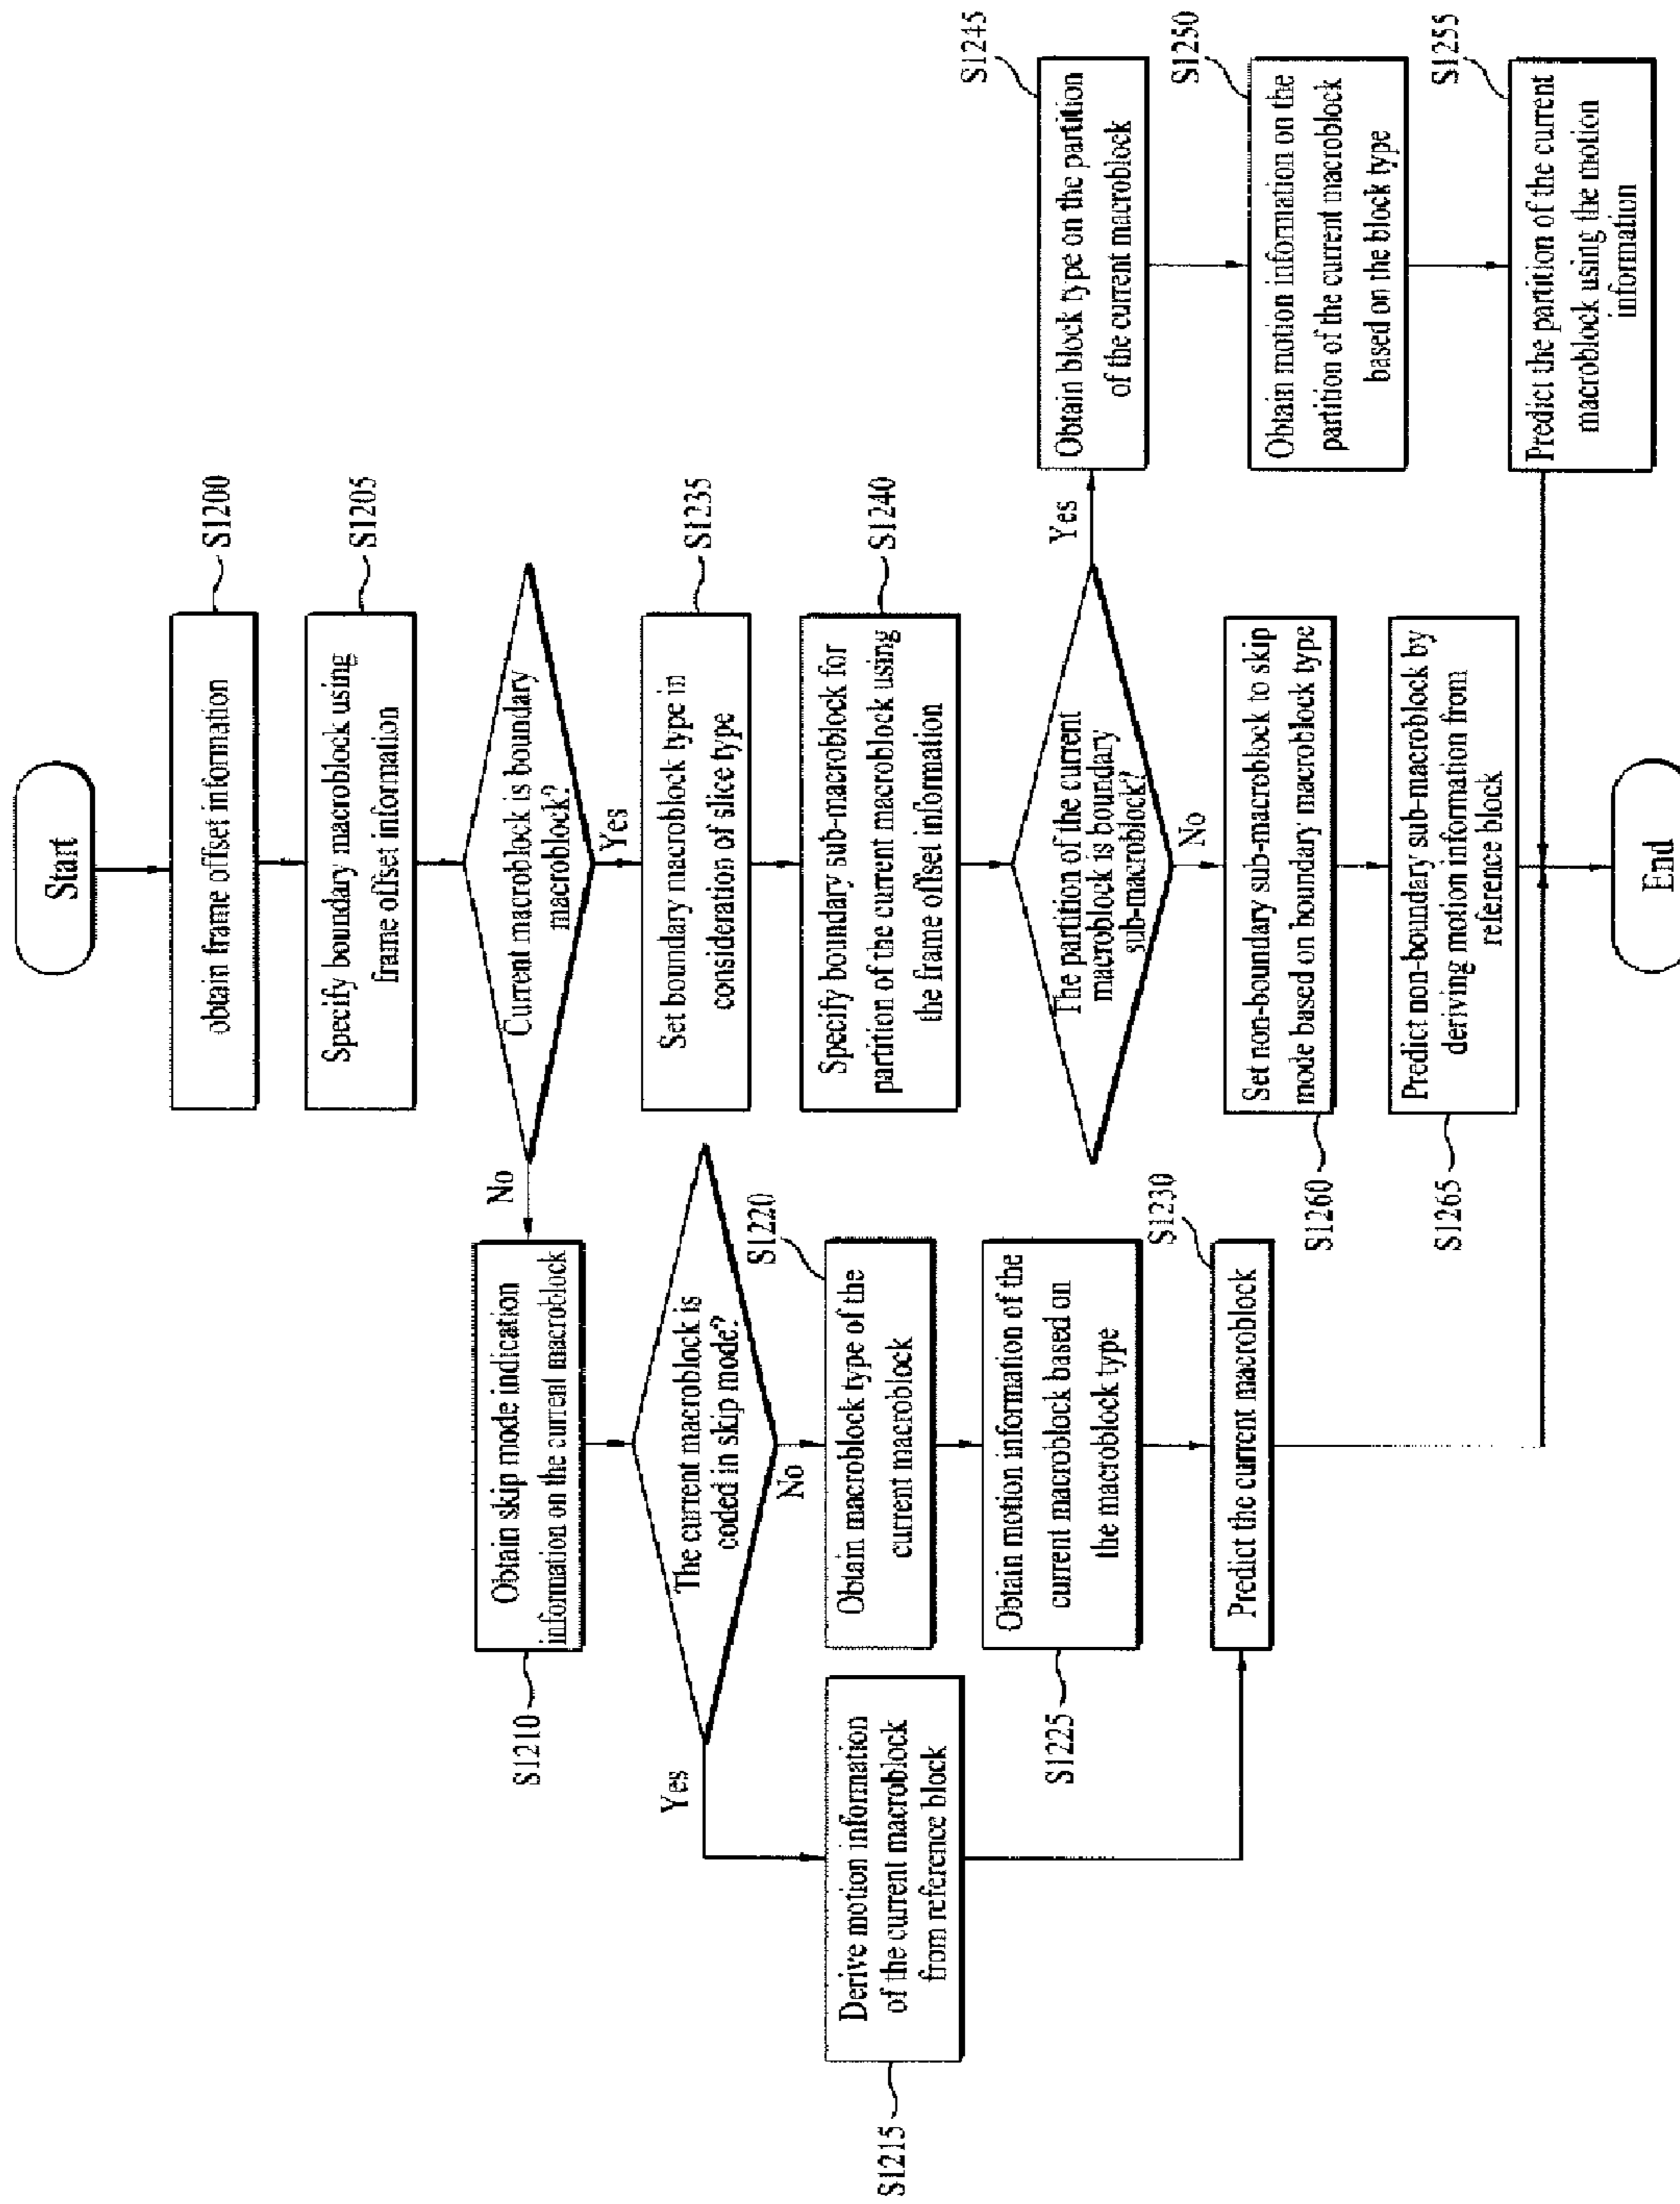 Start
obtain frame offset information
S1200
Specify boundary macroblock using
frame offset information
S1205
Current macroblock is boundary
macroblock?
No
Yes
Obtain skip mode indication
information on the current macroblock
S1210
The current macroblock is
coded in skip mode?
Yes
No
Derive motion information
of the current macroblock
from reference block
S1215
Obtain macroblock type of the
current macroblock
S1220
Obtain motion information of the
current macroblock based on
the macroblock type
S1225
Predict the current macroblock
S1230
Set boundary macroblock type in
consideration of slice type
S1235
Specify boundary sub-macroblock for
partition of the current macroblock using
the frame offset information
S1240
The partition of the current
macroblock is boundary
sub-macroblock?
Yes
No
Obtain block type on the partition
of the current macroblock
S1245
Obtain motion information on the
partition of the current macroblock
based on the block type
S1250
Predict the partition of the current
macroblock using the motion
information
S1255
Set non-boundary sub-macroblock to skip
mode based on boundary macroblock type
S1260
Predict non-boundary sub-macroblock by
deriving motion information from
reference block
S1265
End